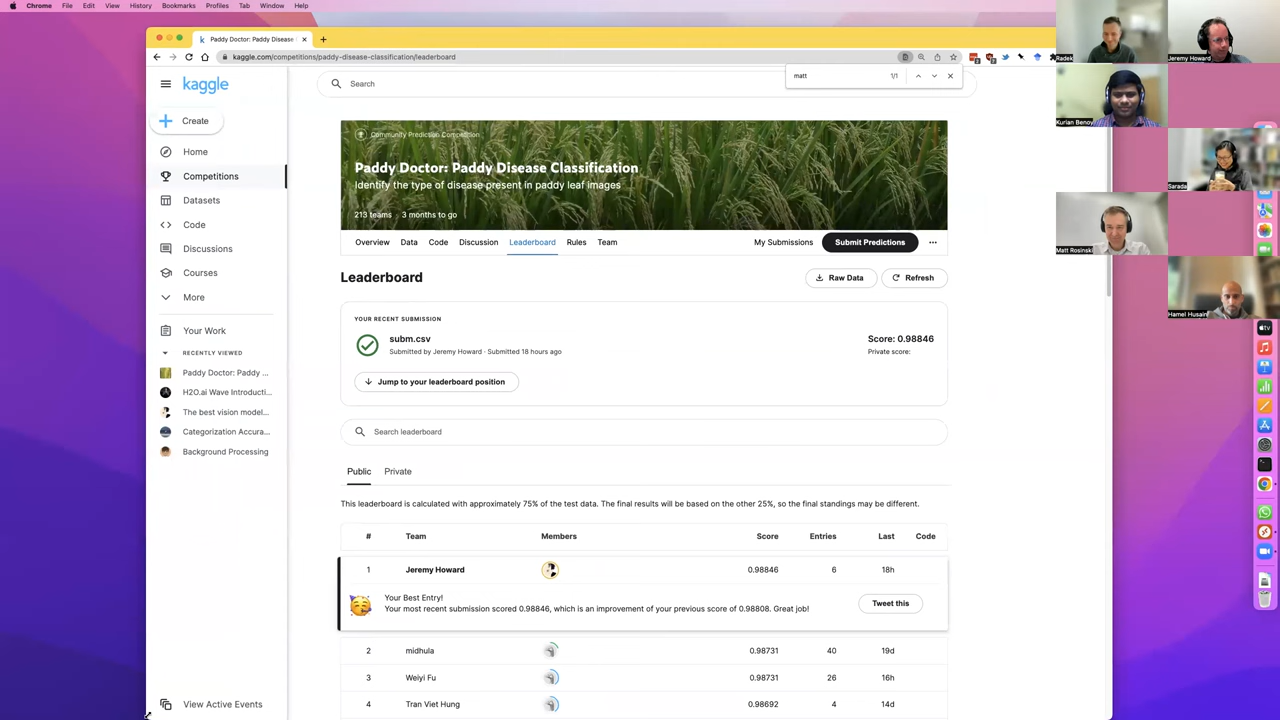 Chrome File Edit View History Bookmarks Profiles Tab Window Help
Paddy Doctor: Paddy Disease
kaggle.com/competitions/paddy-disease-classification/leaderboard
matt 1/1
kaggle
Search
Create
Home
Competitions
Datasets
Code
Discussions
Courses
More
Your Work
RECENTLY VIEWED
Paddy Doctor: Paddy ...
H2O.ai Wave Introducti...
The best vision model...
Categorization Accura...
Background Processing
View Active Events
Community Prediction Competition
Paddy Doctor: Paddy Disease Classification
Identify the type of disease present in paddy leaf images
213 teams · 3 months to go
Overview Data Code Discussion Leaderboard Rules Team My Submissions Submit Predictions
Leaderboard
Raw Data Refresh
YOUR RECENT SUBMISSION
subm.csv
Submitted by Jeremy Howard · Submitted 18 hours ago
Score: 0.98846
Private score:
Jump to your leaderboard position
Search leaderboard
Public Private
This leaderboard is calculated with approximately 75% of the test data. The final results will be based on the other 25%, so the final standings may be different.
# Team Members Score Entries Last Code
1 Jeremy Howard 0.98846 6 18h
Your Best Entry!
Your most recent submission scored 0.98846, which is an improvement of your previous score of 0.98808. Great job!
Tweet this
2 midhula 0.98731 40 19d
3 Weiyi Fu 0.98731 26 16h
4 Tran Viet Hung 0.98692 4 14d
Radek
Jeremy Howard
Kurian Benoy
Sarada
Matt Rosinski
Hamel Husain
tv